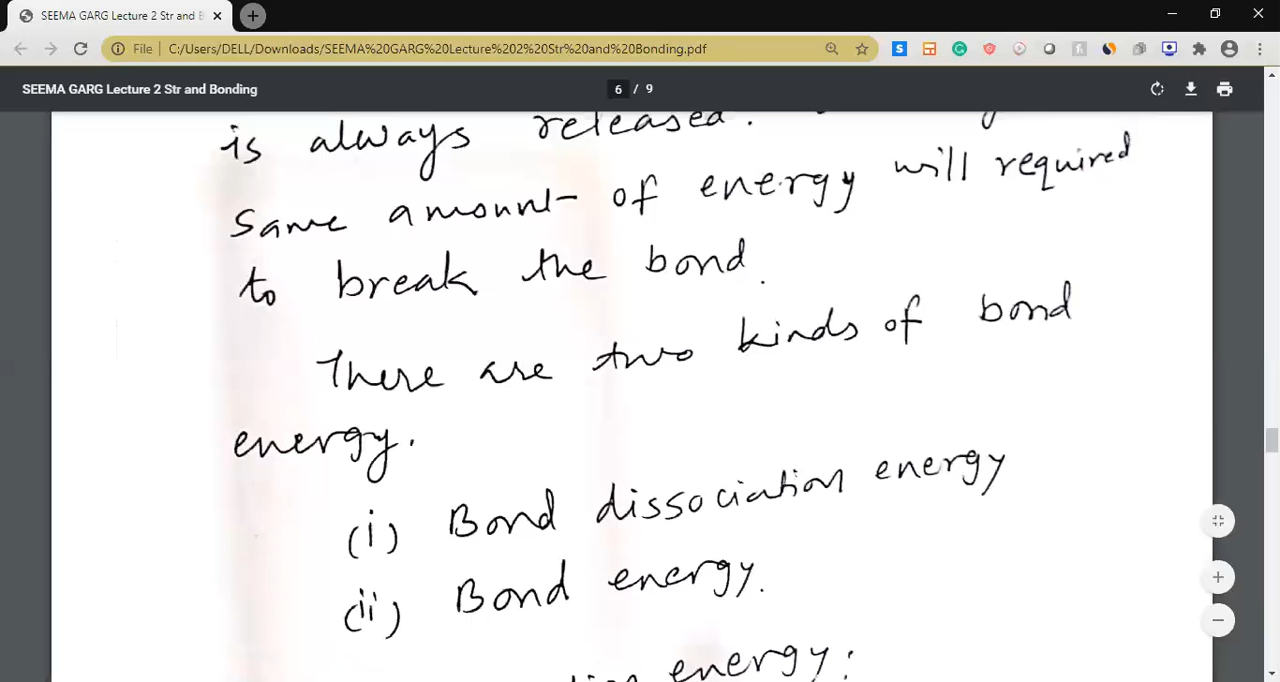 SEEMA GARG Lecture 2 Str and B
File C:/Users/DELL/Downloads/SEEMA%20GARG%20Lecture%202%20Str%20and%20Bonding.pdf
SEEMA GARG Lecture 2 Str and Bonding
6 / 9
is always released.
Same amount of energy will required
to break the bond.
There are two kinds of bond
energy.
(i) Bond dissociation energy
(ii) Bond energy.
energy: